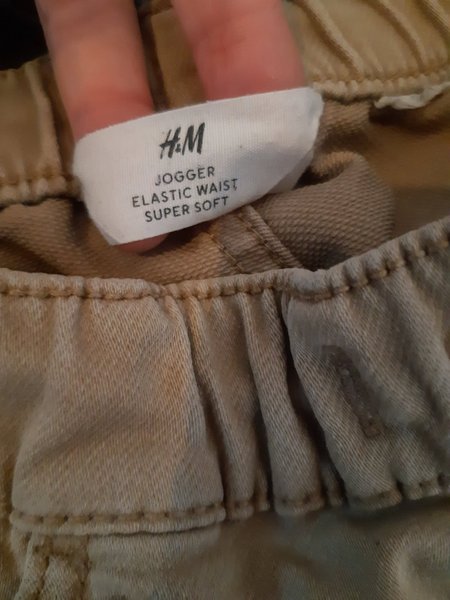 H&M
JOGGER
ELASTIC WAIST
SUPER SOFT